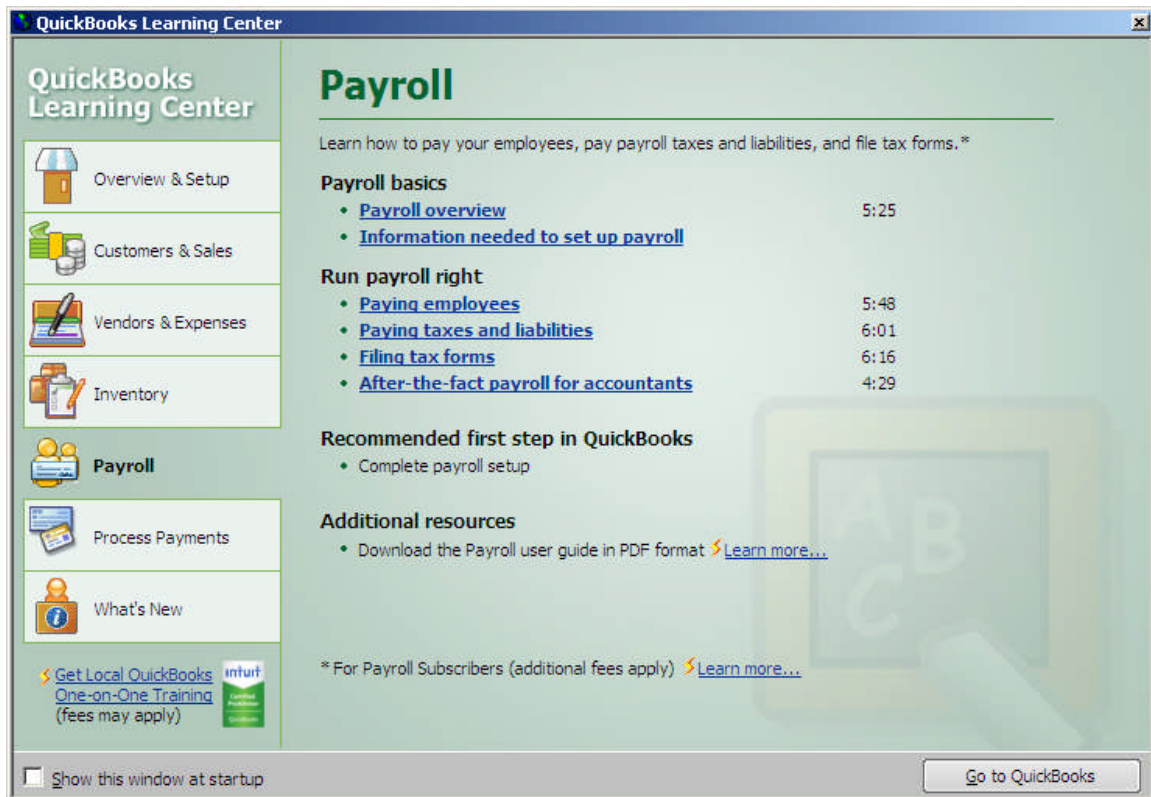 QuickBooks Learning Center
QuickBooks
Learning Center
Overview & Setup
Customers & Sales
Vendors & Expenses
Inventory
Payroll
Process Payments
What's New
Get Local QuickBooks
One-on-One Training
(fees may apply)
intuit
Payroll
Learn how to pay your employees, pay payroll taxes and liabilities, and file tax forms.*
Payroll basics
• Payroll overview 5:25
• Information needed to set up payroll
Run payroll right
• Paying employees 5:48
• Paying taxes and liabilities 6:01
• Filing tax forms 6:16
• After-the-fact payroll for accountants 4:29
Recommended first step in QuickBooks
• Complete payroll setup
Additional resources
• Download the Payroll user guide in PDF format Learn more...
* For Payroll Subscribers (additional fees apply) Learn more...
A
B
C
Show this window at startup
Go to QuickBooks